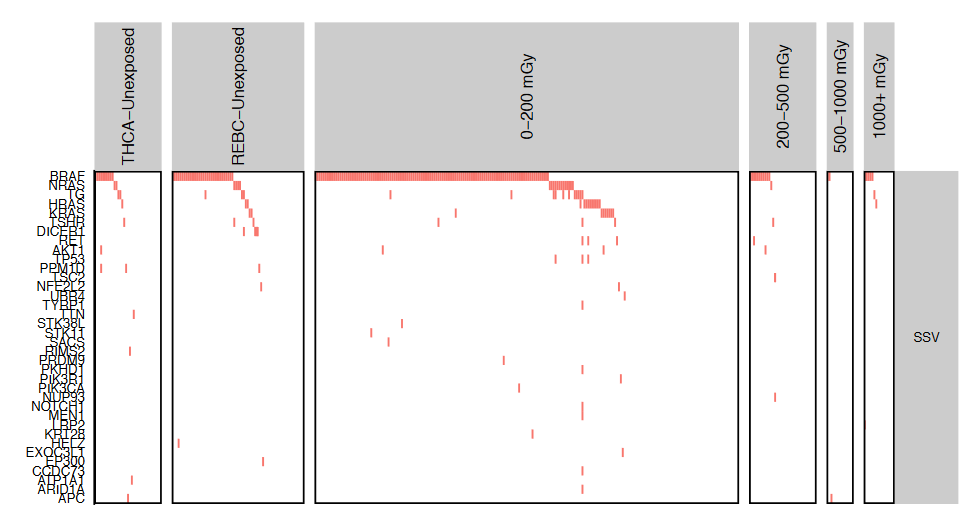 THCA-Unexposed
REBC-Unexposed
0-200 mGy
200-500 mGy
500-1000 mGy
1000+ mGy
BRAF
NRAS
TG
HRAS
KRAS
TSHR
DICER1
RET
AKT1
TP53
PPM1D
TSC2
NFE2L2
UBR4
TYRP1
TTN
STK38L
STK11
SACS
RIMS2
PRDM9
PKHD1
PIK3R1
PIK3CA
NUP93
NOTCH1
MEN1
LRP2
KRT28
HELZ
EXOC3L1
EP300
CCDC73
ATP1A1
ARID1A
APC
SSV